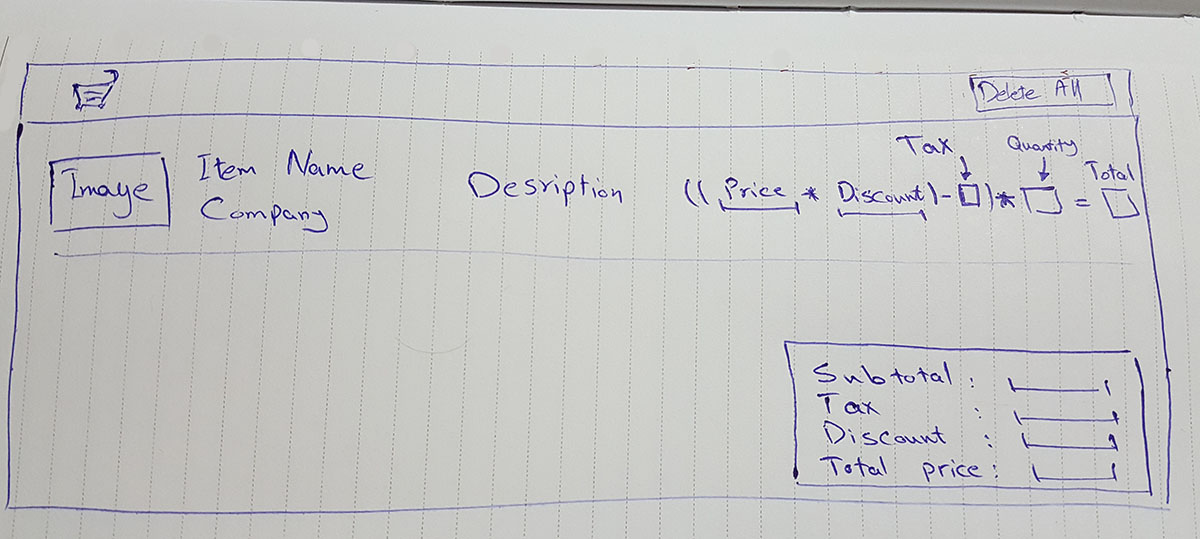 Delete All
Image
Item Name
Company
Desription
Tax
Quantity
Total
((Price * Discount) - □) * □ = □
Subtotal :
Tax :
Discount :
Total price :